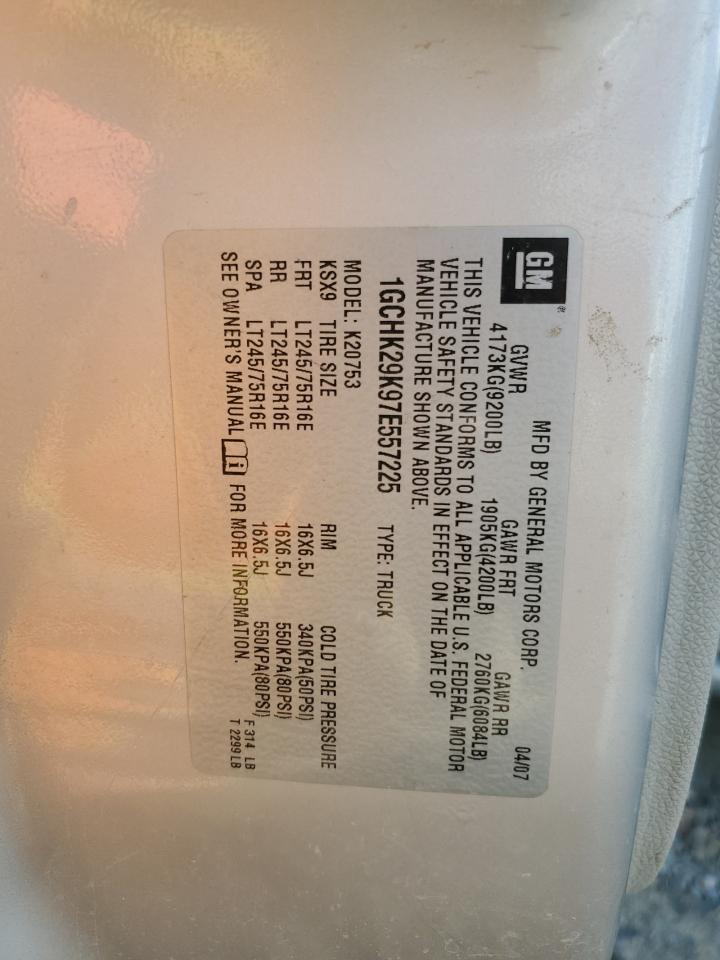 GM ®
MFD BY GENERAL MOTORS CORP. 04/07
GVWR GAWR FRT GAWR RR
4173KG(9200LB) 1905KG(4200LB) 2760KG(6084LB)
THIS VEHICLE CONFORMS TO ALL APPLICABLE U.S. FEDERAL MOTOR
VEHICLE SAFETY STANDARDS IN EFFECT ON THE DATE OF
MANUFACTURE SHOWN ABOVE.
1GCHK29K97E557225 TYPE: TRUCK
MODEL: K20753
KSX9 TIRE SIZE RIM COLD TIRE PRESSURE
FRT LT245/75R16E 16X6.5J 340KPA(50PSI)
RR LT245/75R16E 16X6.5J 550KPA(80PSI)
SPA LT245/75R16E 16X6.5J 550KPA(80PSI)
SEE OWNER'S MANUAL FOR MORE INFORMATION.
F 314 LB
T 2299 LB